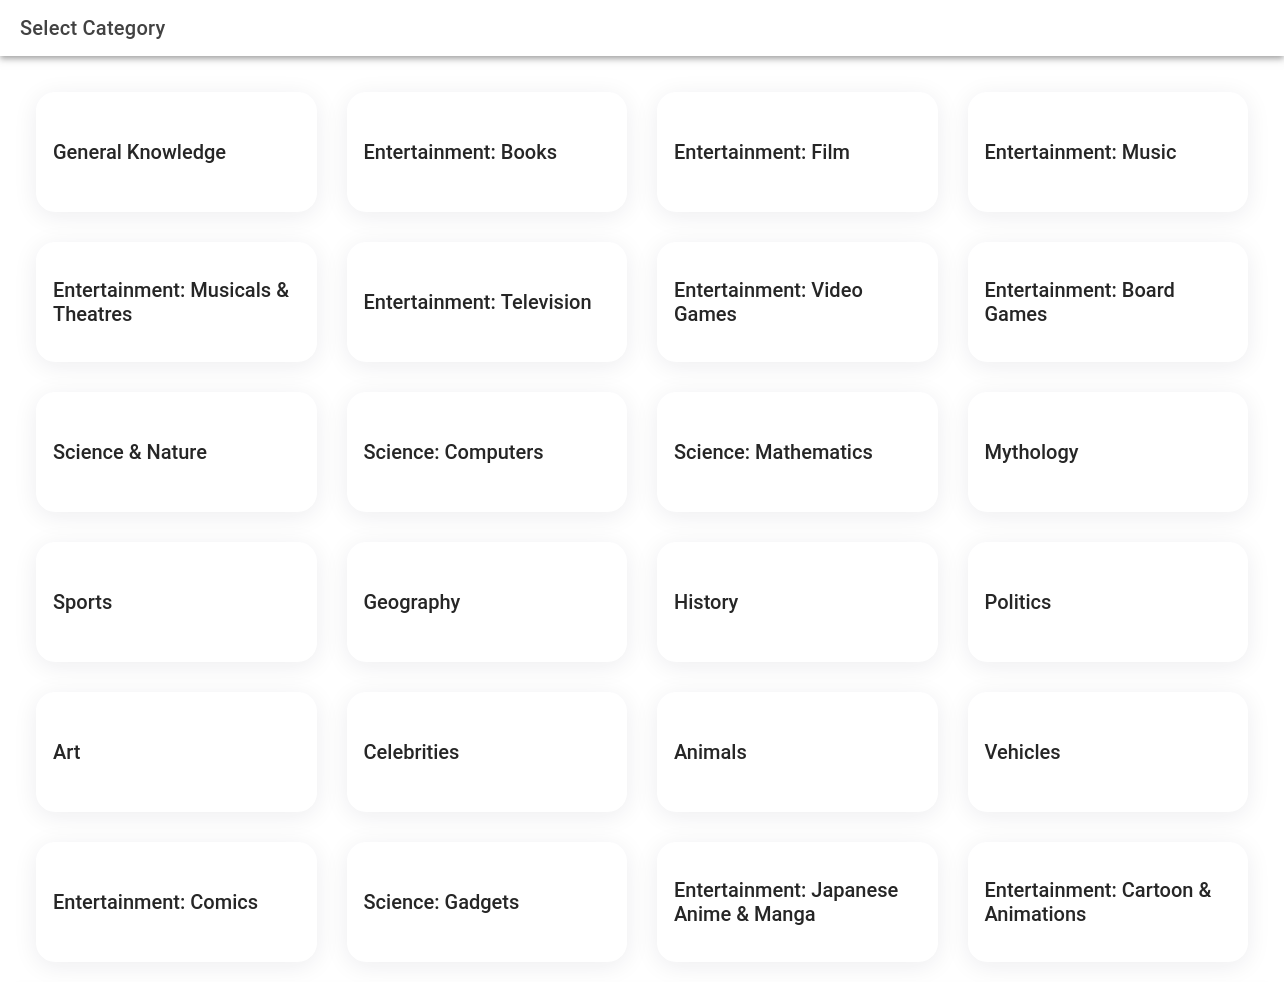 Select Category
General Knowledge
Entertainment: Books
Entertainment: Film
Entertainment: Music
Entertainment: Musicals &
Theatres
Entertainment: Television
Entertainment: Video
Games
Entertainment: Board
Games
Science & Nature
Science: Computers
Science: Mathematics
Mythology
Sports
Geography
History
Politics
Art
Celebrities
Animals
Vehicles
Entertainment: Comics
Science: Gadgets
Entertainment: Japanese
Anime & Manga
Entertainment: Cartoon &
Animations